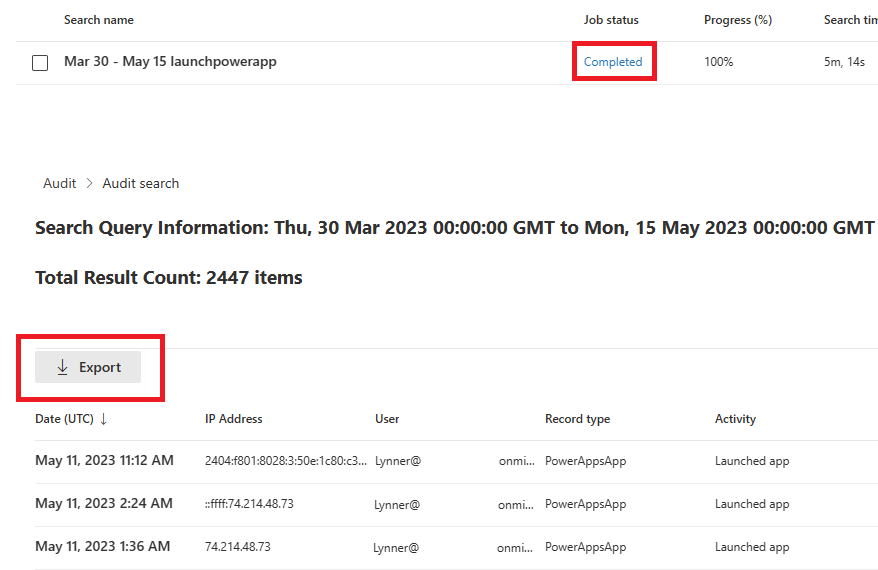 Search name Job status Progress (%) Search tim
Mar 30 - May 15 launchpowerapp Completed 100% 5m, 14s
Audit > Audit search
Search Query Information: Thu, 30 Mar 2023 00:00:00 GMT to Mon, 15 May 2023 00:00:00 GMT
Total Result Count: 2447 items
Export
Date (UTC) ↓ IP Address User Record type Activity
May 11, 2023 11:12 AM 2404:f801:8028:3:50e:1c80:c3... Lynner@ onmi... PowerAppsApp Launched app
May 11, 2023 2:24 AM ::ffff:74.214.48.73 Lynner@ onmi... PowerAppsApp Launched app
May 11, 2023 1:36 AM 74.214.48.73 Lynner@ onmi... PowerAppsApp Launched app